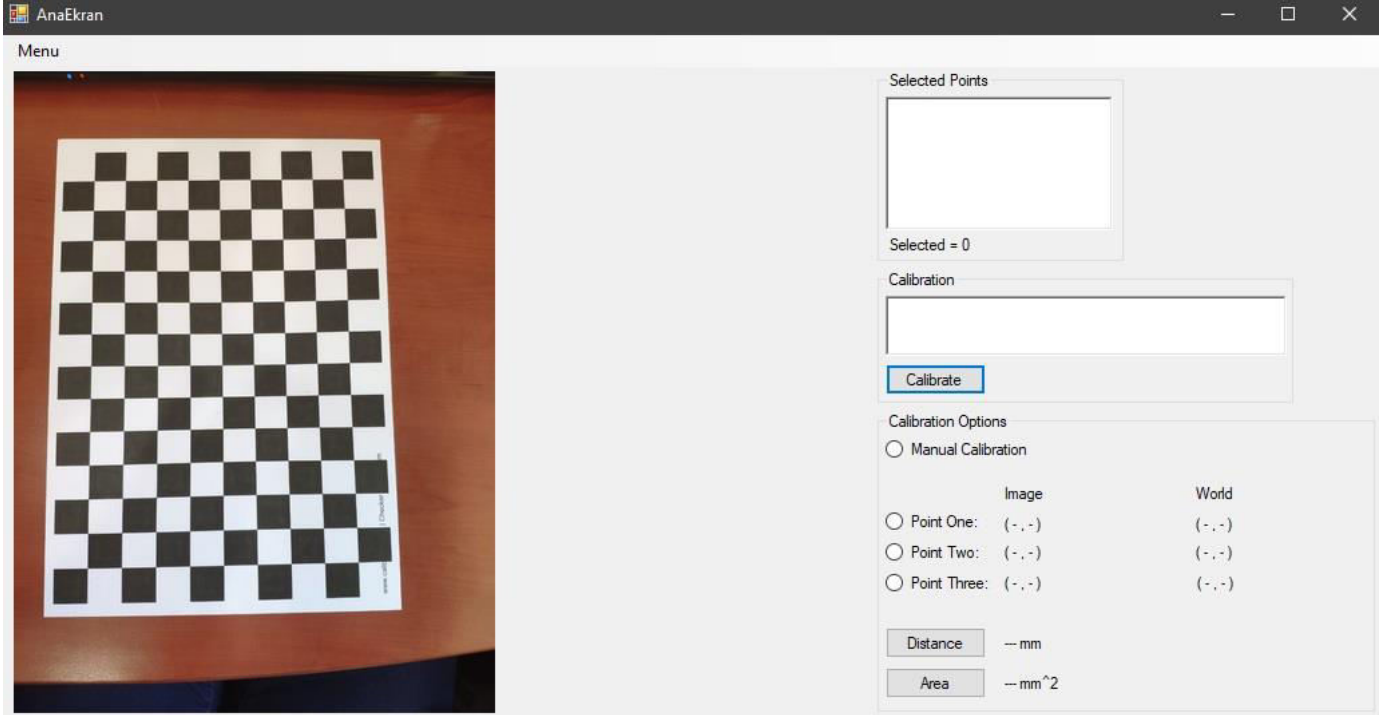 AnaEkran
Menu
Selected Points
Selected = 0
Calibration
Calibrate
Calibration Options
Manual Calibration
Image World
Point One: ( - , - ) ( - , - )
Point Two: ( - , - ) ( - , - )
Point Three: ( - , - ) ( - , - )
Distance --- mm
Area --- mm^2